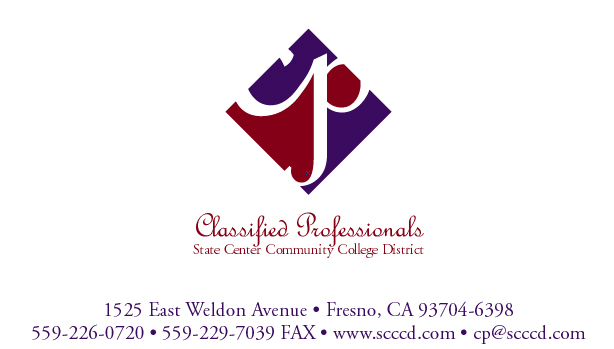 cp
Classified Professionals
State Center Community College District
1525 East Weldon Avenue • Fresno, CA 93704-6398
559-226-0720 • 559-229-7039 FAX • www.scccd.com • cp@scccd.com